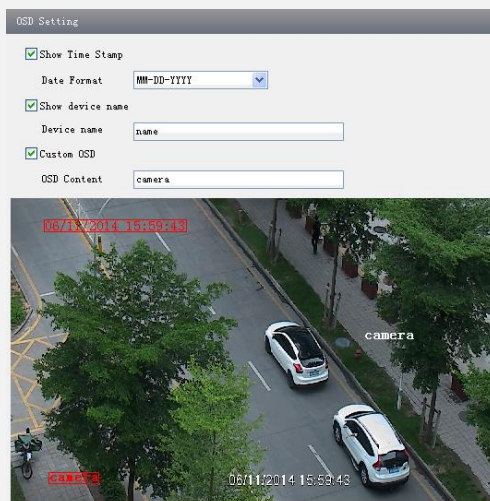 OSD Setting
Show Time Stamp
Date Format MM-DD-YYYY
Show device name
Device name name
Custom OSD
OSD Content camera
06/11/2014 15:59:43
camera
camera
06/11/2014 15:59:43